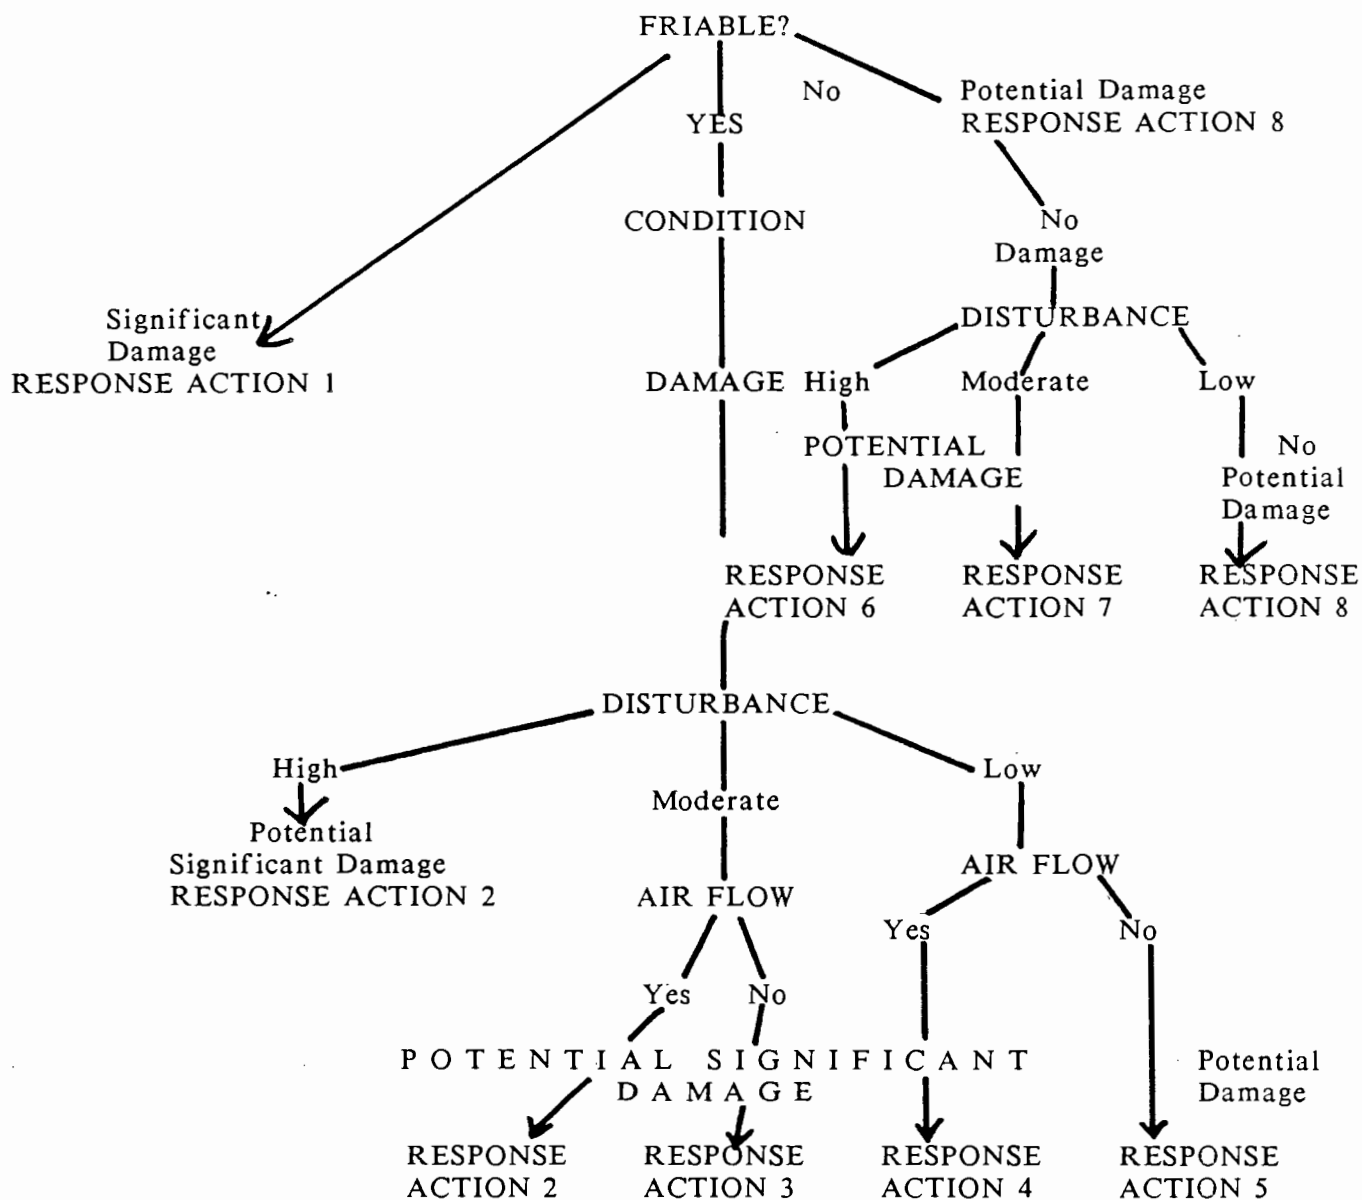 FRIABLE?
No
Potential Damage
RESPONSE ACTION 8
YES
CONDITION
No
Damage
Significant
Damage
RESPONSE ACTION 1
DISTURBANCE
DAMAGE
High
Moderate
Low
POTENTIAL
DAMAGE
No
Potential
Damage
RESPONSE
ACTION 6
RESPONSE
ACTION 7
RESPONSE
ACTION 8
DISTURBANCE
High
Low
Moderate
Potential
Significant Damage
RESPONSE ACTION 2
AIR FLOW
AIR FLOW
Yes
No
Yes
No
POTENTIAL SIGNIFICANT
DAMAGE
Potential
Damage
RESPONSE
ACTION 2
RESPONSE
ACTION 3
RESPONSE
ACTION 4
RESPONSE
ACTION 5